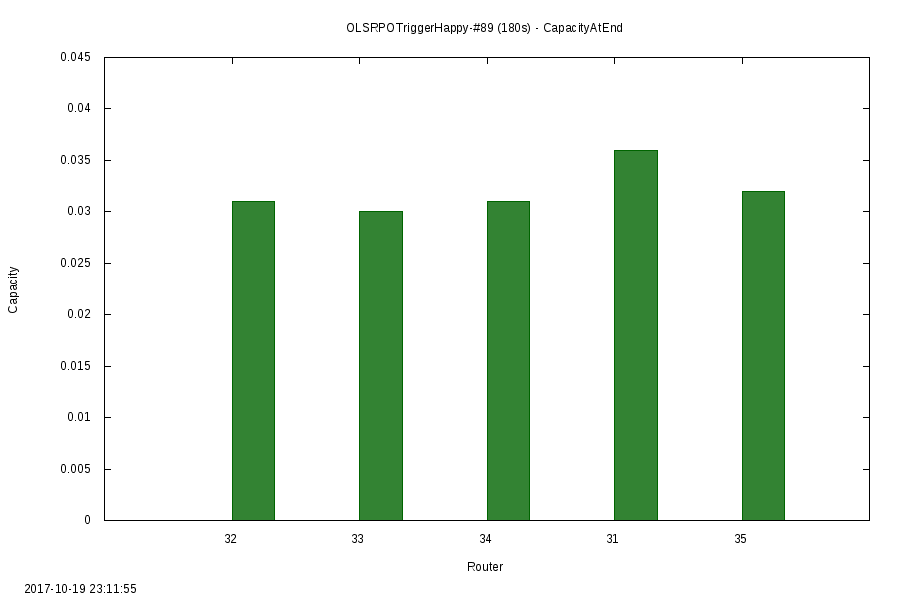 OLSRPOTriggerHappy-#89 (180s) - CapacityAtEnd
0.045
0.04
0.035
0.03
0.025
0.02
0.015
0.01
0.005
0
Capacity
32 33 34 31 35
Router
2017-10-19 23:11:55